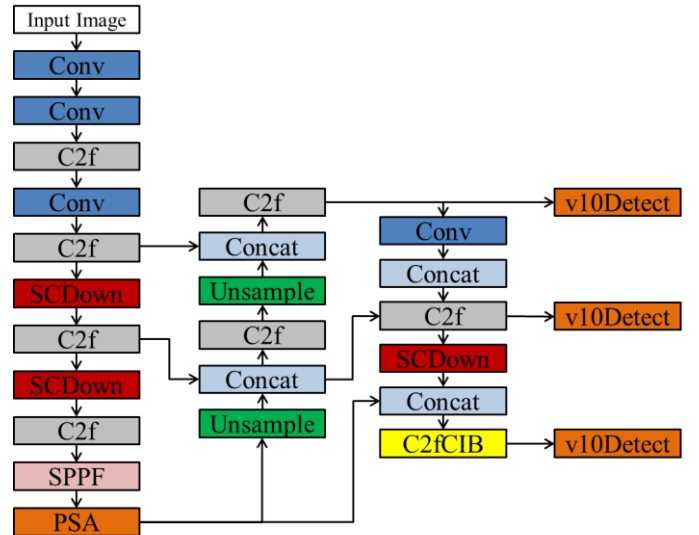 Input Image
Conv
Conv
C2f
Conv
C2f
SCDown
C2f
SCDown
C2f
SPPF
PSA
C2f
Concat
Unsample
C2f
Concat
Unsample
Conv
Concat
C2f
SCDown
Concat
C2fCIB
v10Detect
v10Detect
v10Detect